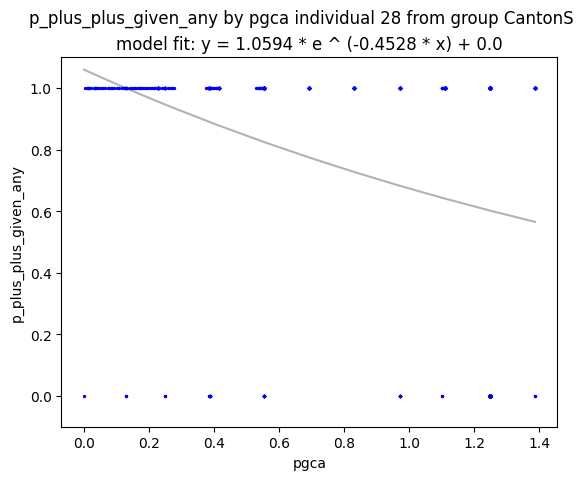 p_plus_plus_given_any by pgca individual 28 from group CantonS
model fit: y = 1.0594 * e ^ (-0.4528 * x) + 0.0
p_plus_plus_given_any
1.0
0.8
0.6
0.4
0.2
0.0
0.0 0.2 0.4 0.6 0.8 1.0 1.2 1.4
pgca